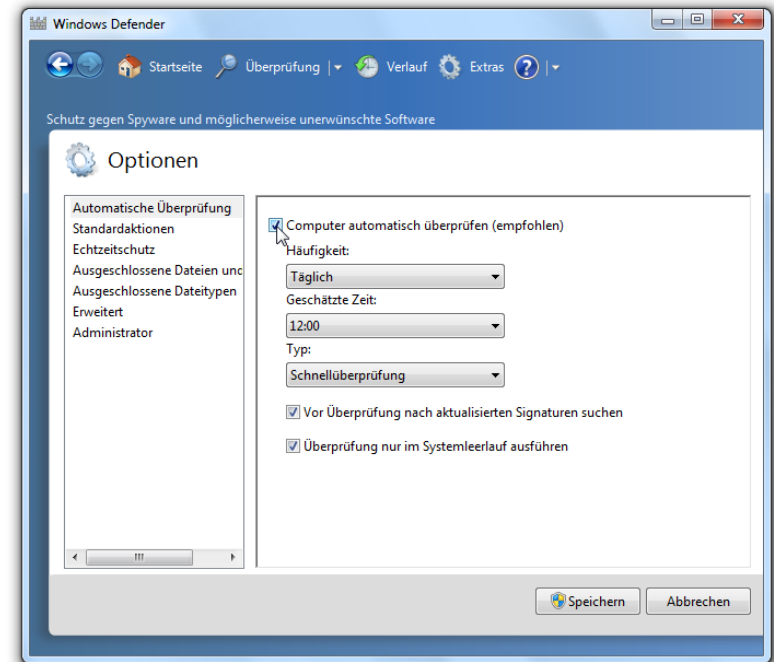 Windows Defender
Startseite Überprüfung Verlauf Extras
Schutz gegen Spyware und möglicherweise unerwünschte Software
Optionen
Automatische Überprüfung
Standardaktionen
Echtzeitschutz
Ausgeschlossene Dateien und
Ausgeschlossene Dateitypen
Erweitert
Administrator
Computer automatisch überprüfen (empfohlen)
Häufigkeit:
Täglich
Geschätzte Zeit:
12:00
Typ:
Schnellüberprüfung
Vor Überprüfung nach aktualisierten Signaturen suchen
Überprüfung nur im Systemleerlauf ausführen
Speichern Abbrechen